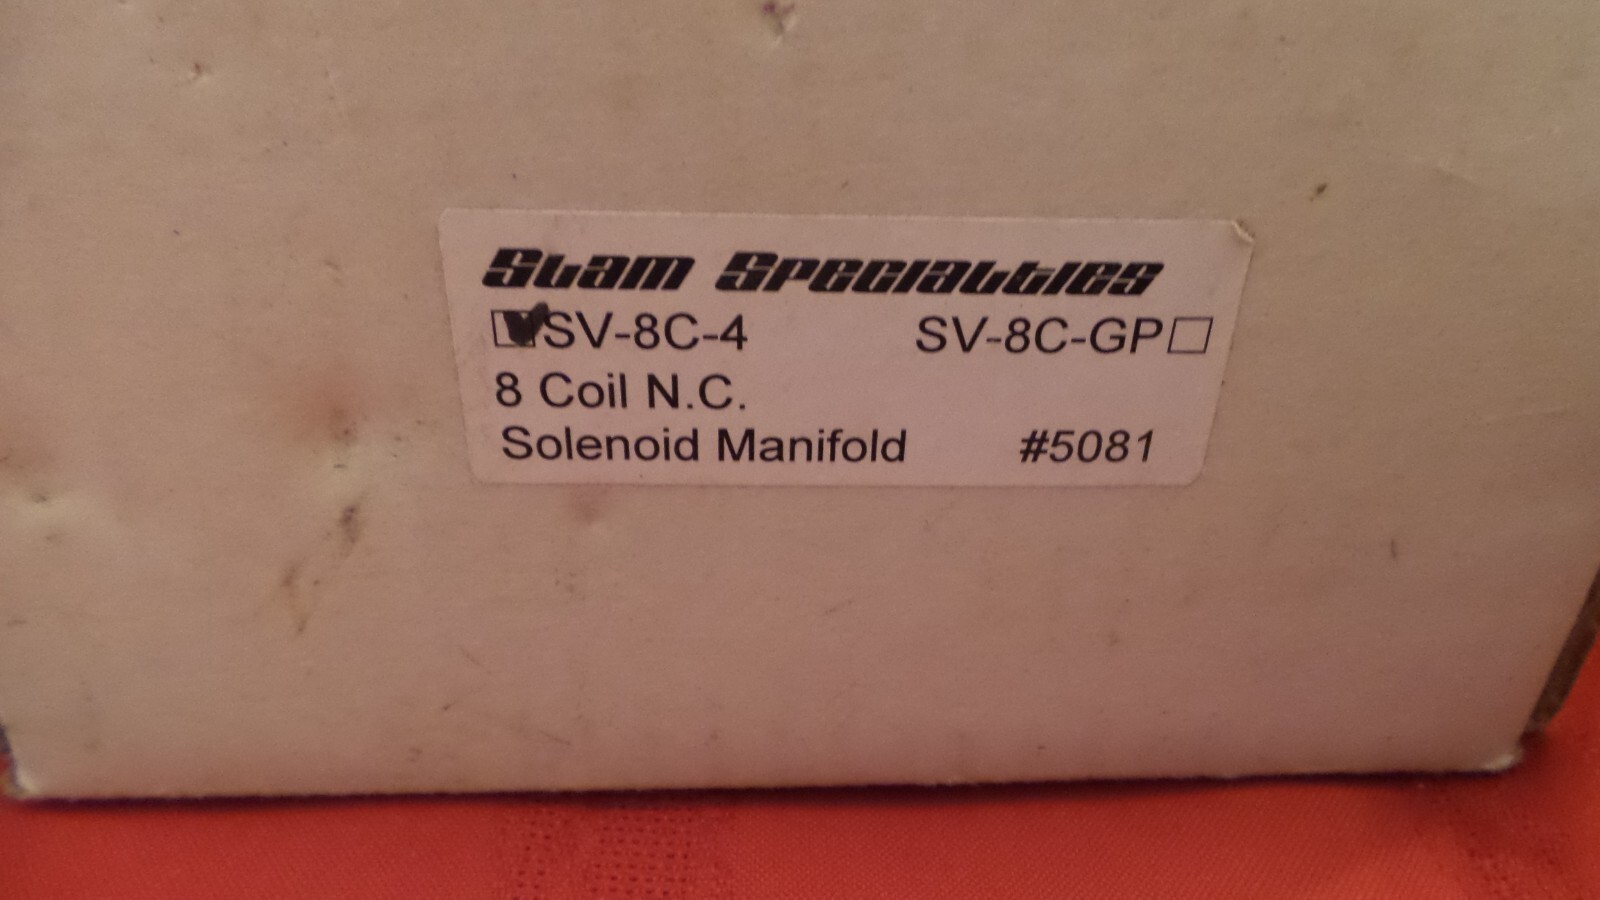 Slam Specialties
SV-8C-4 SV-8C-GP
8 Coil N.C.
Solenoid Manifold #5081